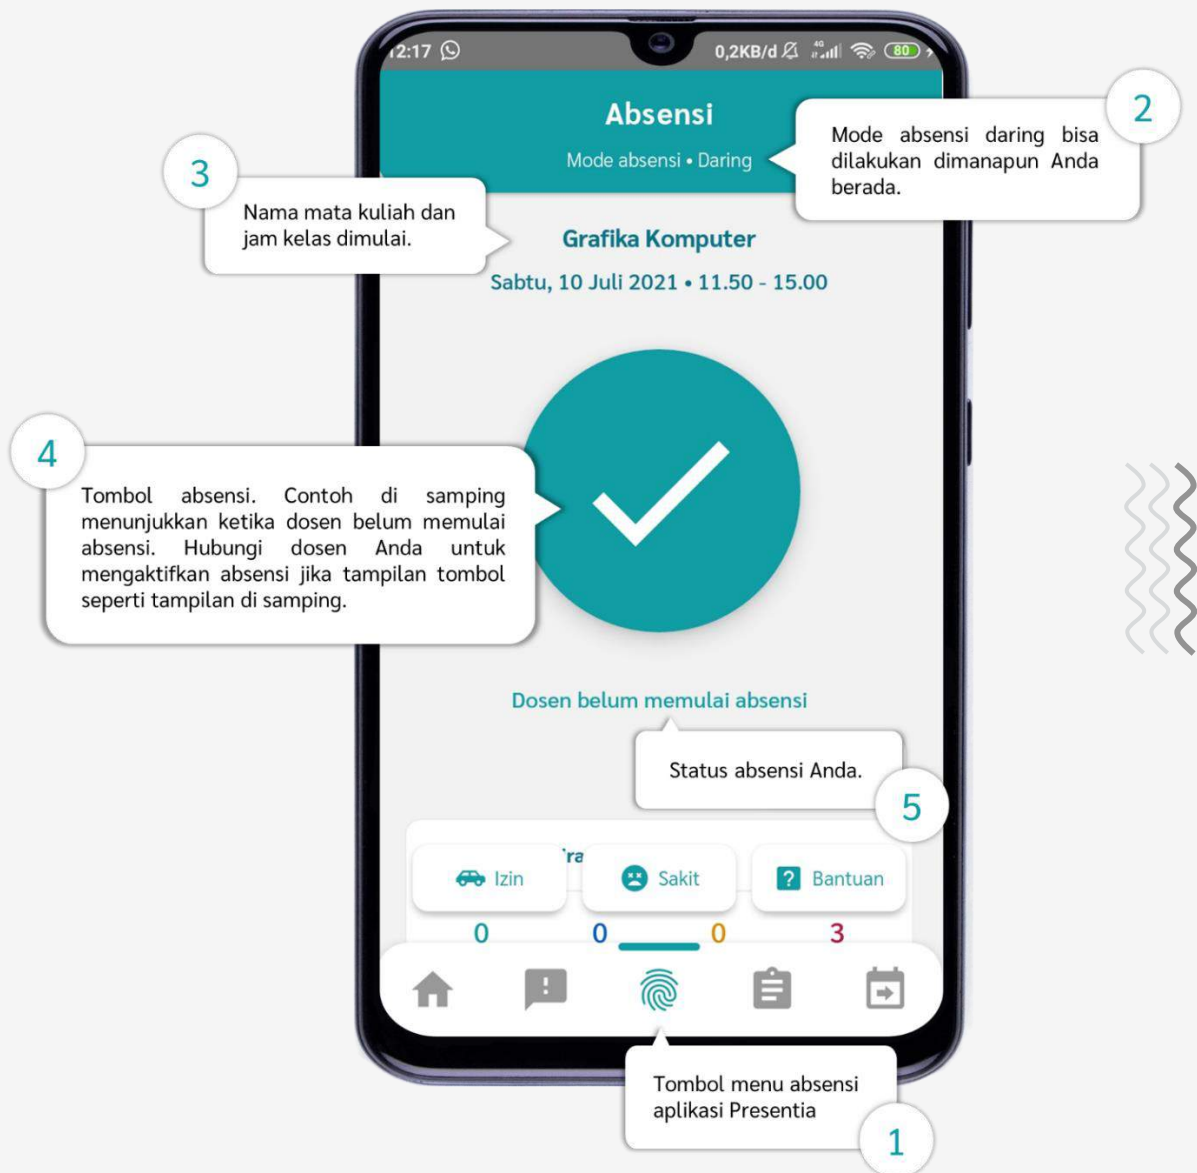 12:17
0,2KB/d
4G
80
Absensi
Mode absensi • Daring
2
Mode absensi daring bisa
dilakukan dimanapun Anda
berada.
3
Nama mata kuliah dan
jam kelas dimulai.
Grafika Komputer
Sabtu, 10 Juli 2021 • 11.50 - 15.00
4
Tombol absensi. Contoh di samping
menunjukkan ketika dosen belum memulai
absensi. Hubungi dosen Anda untuk
mengaktifkan absensi jika tampilan tombol
seperti tampilan di samping.
Dosen belum memulai absensi
Status absensi Anda.
5
Izin
Sakit
? Bantuan
0 0 0 3
Tombol menu absensi
aplikasi Presentia
1